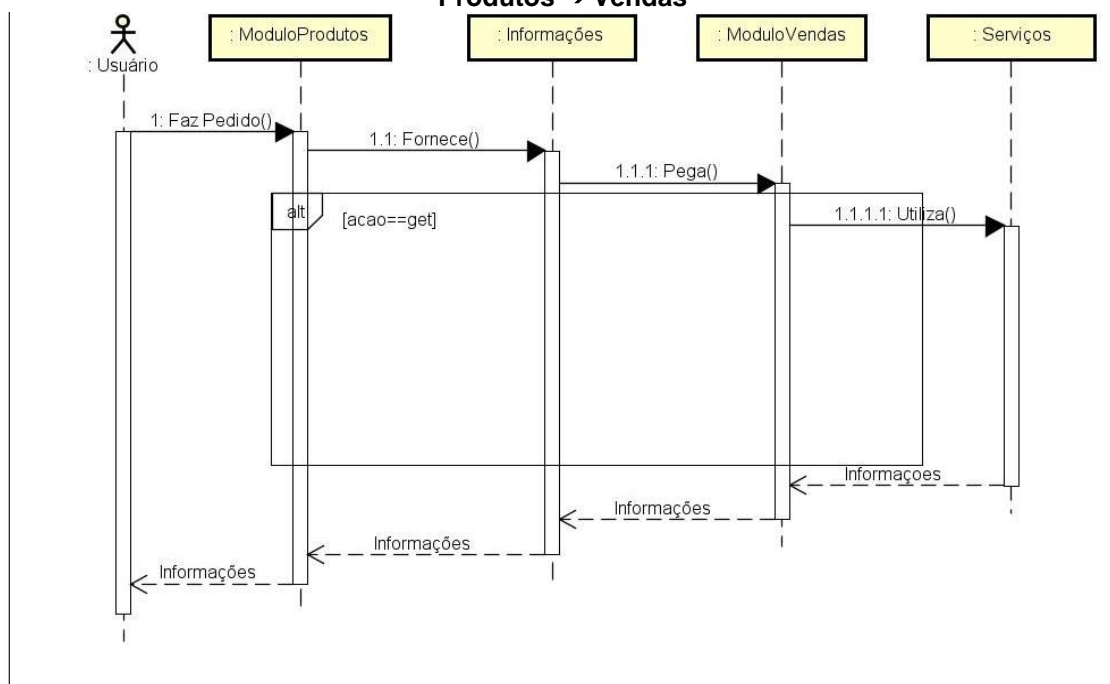 Produtos → Vendas
: Usuário
: ModuloProdutos
: Informações
: ModuloVendas
: Serviços
1: Faz Pedido()
1.1: Fornece()
1.1.1: Pega()
alt
[acao==get]
1.1.1.1: Utiliza()
Informaçoes
Informações
Informações
Informações